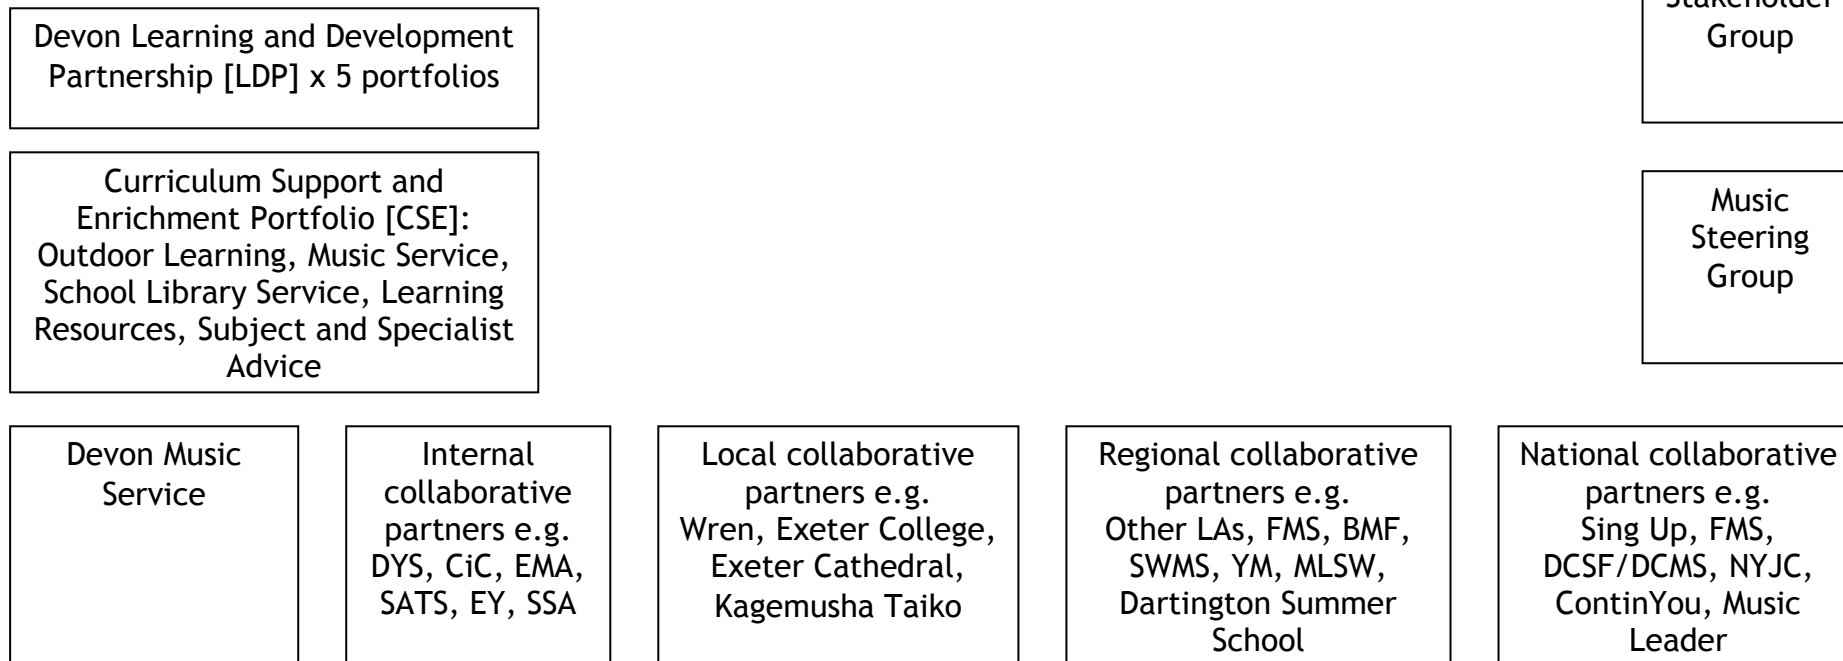 Stakeholder
Group
Devon Learning and Development
Partnership [LDP] x 5 portfolios
Curriculum Support and
Enrichment Portfolio [CSE]:
Outdoor Learning, Music Service,
School Library Service, Learning
Resources, Subject and Specialist
Advice
Music
Steering
Group
Devon Music
Service
Internal
collaborative
partners e.g.
DYS, CiC, EMA,
SATS, EY, SSA
Local collaborative
partners e.g.
Wren, Exeter College,
Exeter Cathedral,
Kagemusha Taiko
Regional collaborative
partners e.g.
Other LAs, FMS, BMF,
SWMS, YM, MLSW,
Dartington Summer
School
National collaborative
partners e.g.
Sing Up, FMS,
DCSF/DCMS, NYJC,
ContinYou, Music
Leader